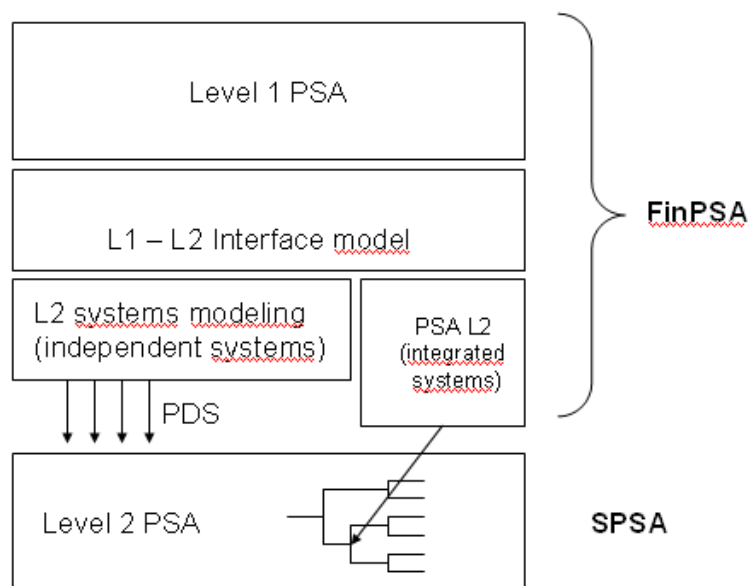 Level 1 PSA
L1 – L2 Interface model
FinPSA
L2 systems modeling
(independent systems)
PSA L2
(integrated
systems)
PDS
Level 2 PSA
SPSA